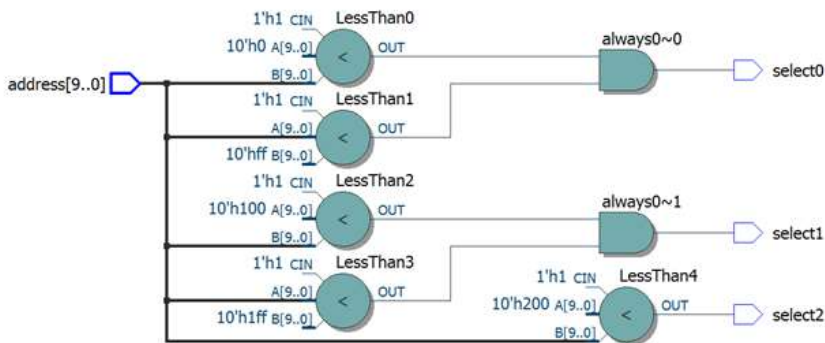 1'h1 CIN LessThan0
10'h0 A[9..0] < OUT
B[9..0]
address[9..0]
always0~0
select0
1'h1 CIN LessThan1
A[9..0] < OUT
10'hff B[9..0]
1'h1 CIN LessThan2
10'h100 A[9..0] < OUT
B[9..0]
always0~1
select1
1'h1 CIN LessThan3
A[9..0] < OUT
10'h1ff B[9..0]
1'h1 CIN LessThan4
10'h200 A[9..0] < OUT
B[9..0]
select2